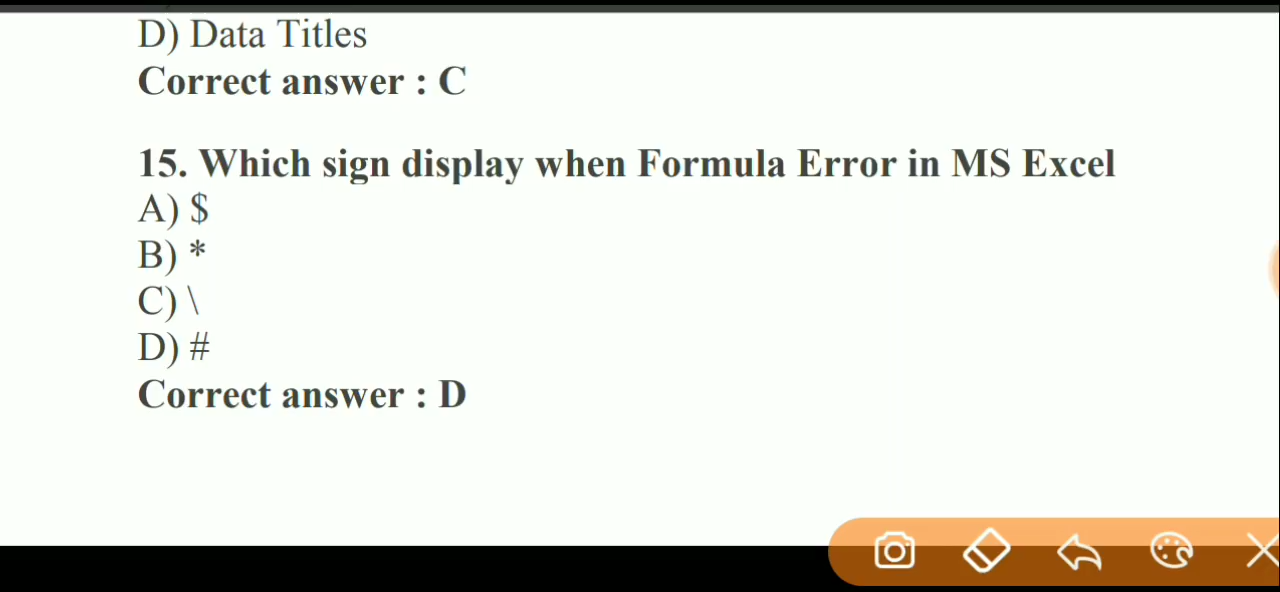 D) Data Titles
Correct answer : C
15. Which sign display when Formula Error in MS Excel
A) $
B) *
C) \
D) #
Correct answer : D